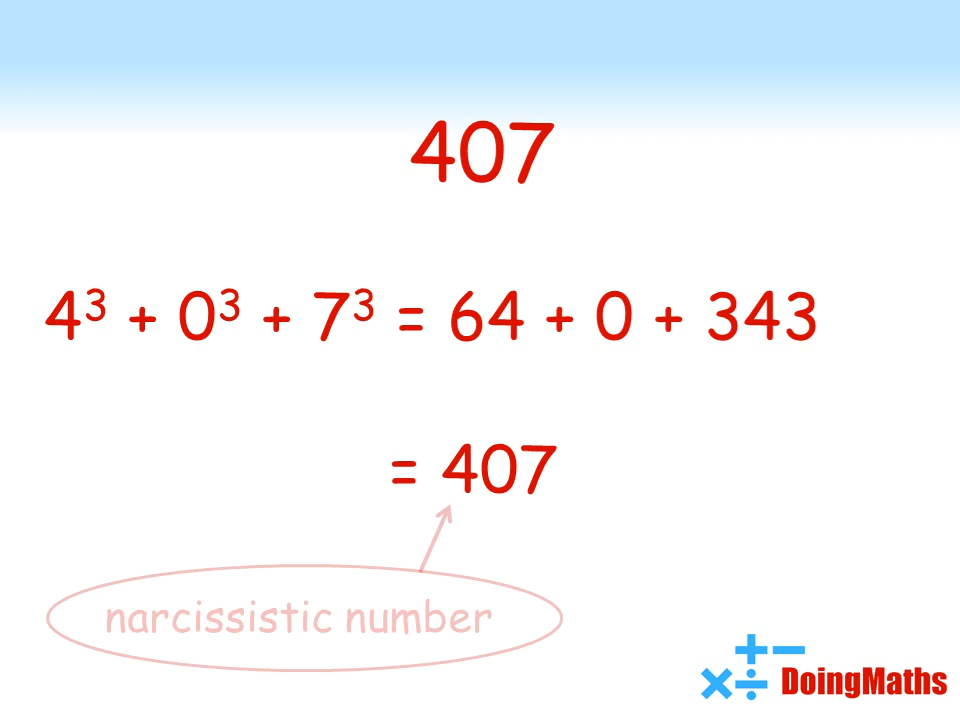 407
4³ + 0³ + 7³ = 64 + 0 + 343
= 407
narcissistic number
DoingMaths